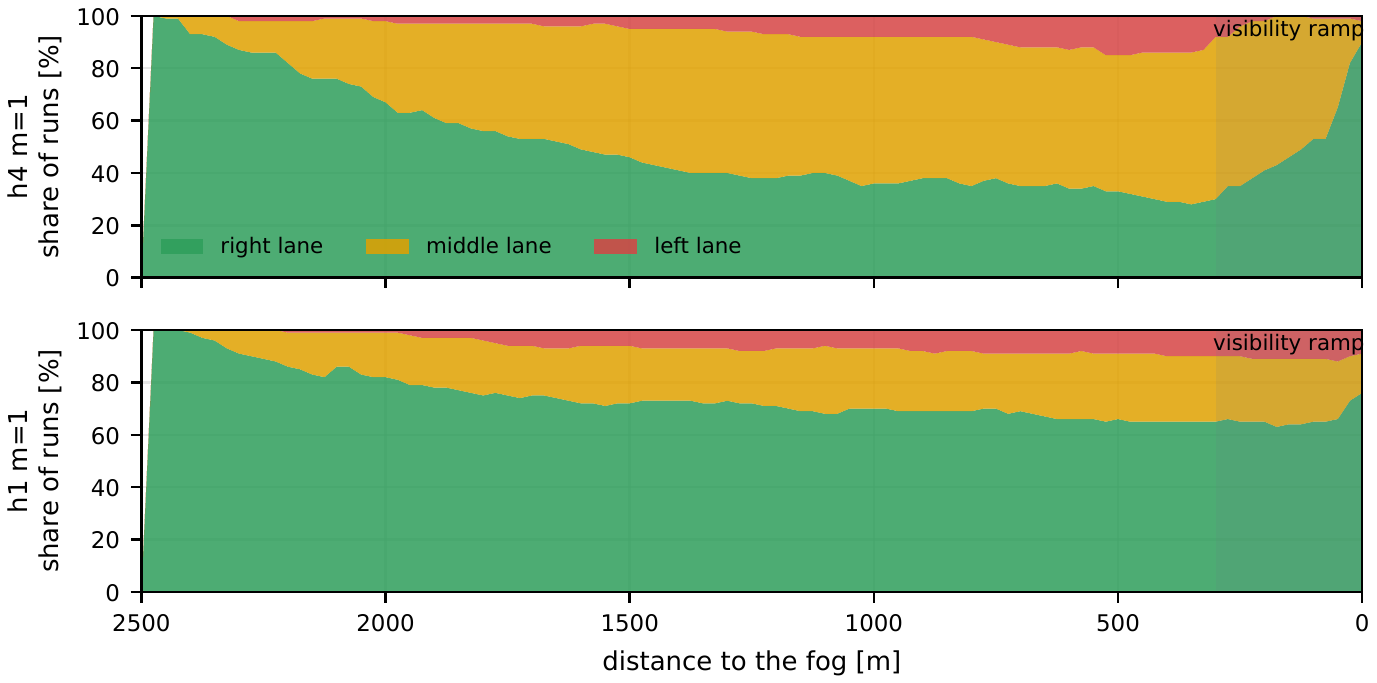 h4 m=1
share of runs [%]
100
80
60
40
20
0
visibility ramp
right lane
middle lane
left lane
h1 m=1
share of runs [%]
100
80
60
40
20
0
visibility ramp
2500
2000
1500
1000
500
0
distance to the fog [m]